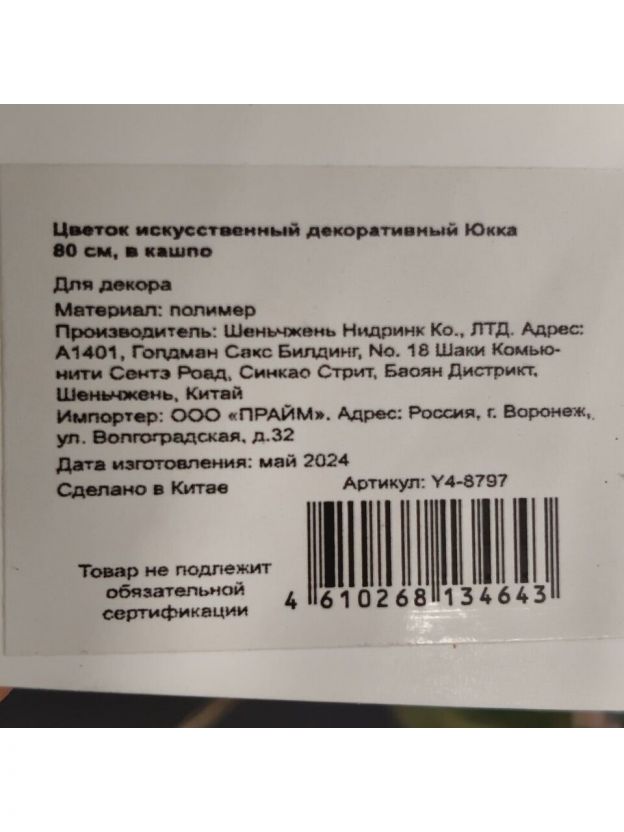 Цветок искусственный декоративный Юкка
80 см, в кашпо
Для декора
Материал: полимер
Производитель: Шеньчжень Нидринк Ко., ЛТД. Адрес:
А1401, Голдман Сакс Билдинг, No. 18 Шаки Комью-
нити Сентэ Роад, Синкао Стрит, Баоян Дистрикт,
Шеньчжень, Китай
Импортер: ООО «ПРАЙМ». Адрес: Россия, г. Воронеж,
ул. Волгоградская, д.32
Дата изготовления: май 2024
Сделано в Китае
Артикул: Y4-8797
Товар не подлежит
обязательной
сертификации
4 610268 134643